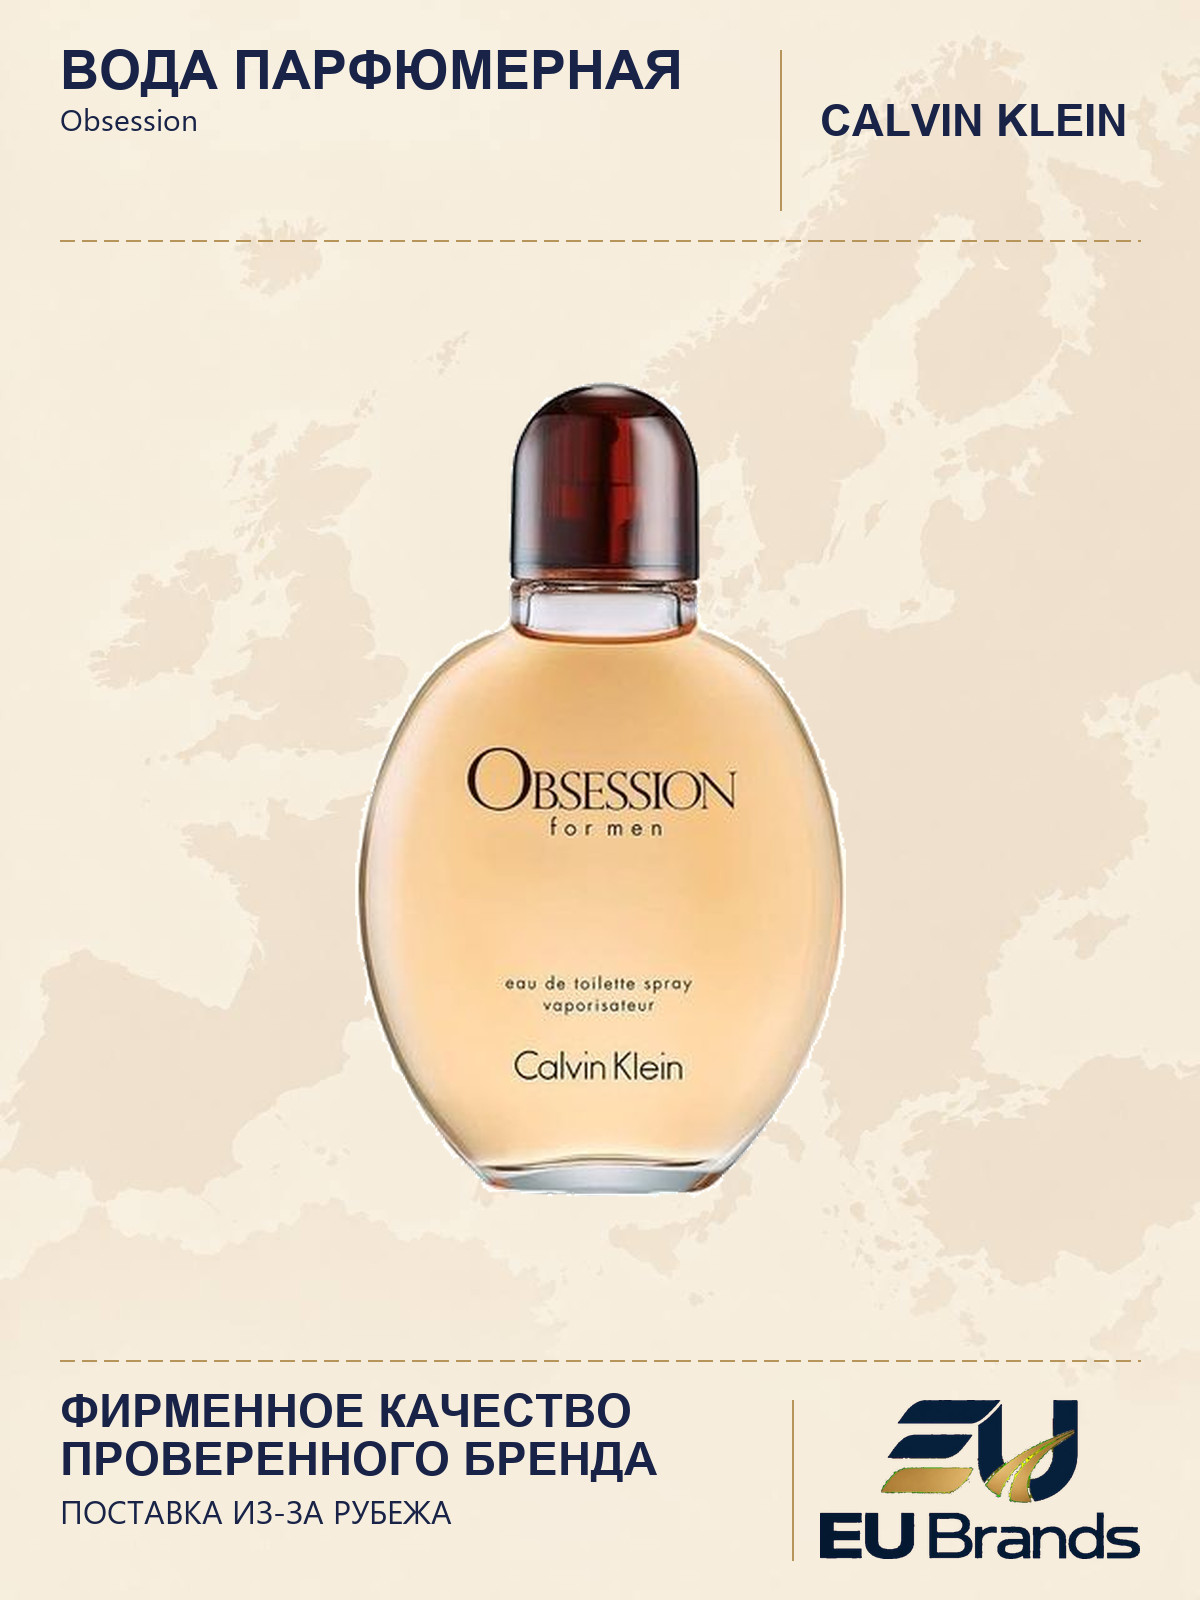 ВОДА ПАРФЮМЕРНАЯ
Obsession
CALVIN KLEIN
OBSESSION
for men
eau de toilette spray
vaporisateur
Calvin Klein
ФИРМЕННОЕ КАЧЕСТВО
ПРОВЕРЕННОГО БРЕНДА
ПОСТАВКА ИЗ-ЗА РУБЕЖА
EU
EU Brands